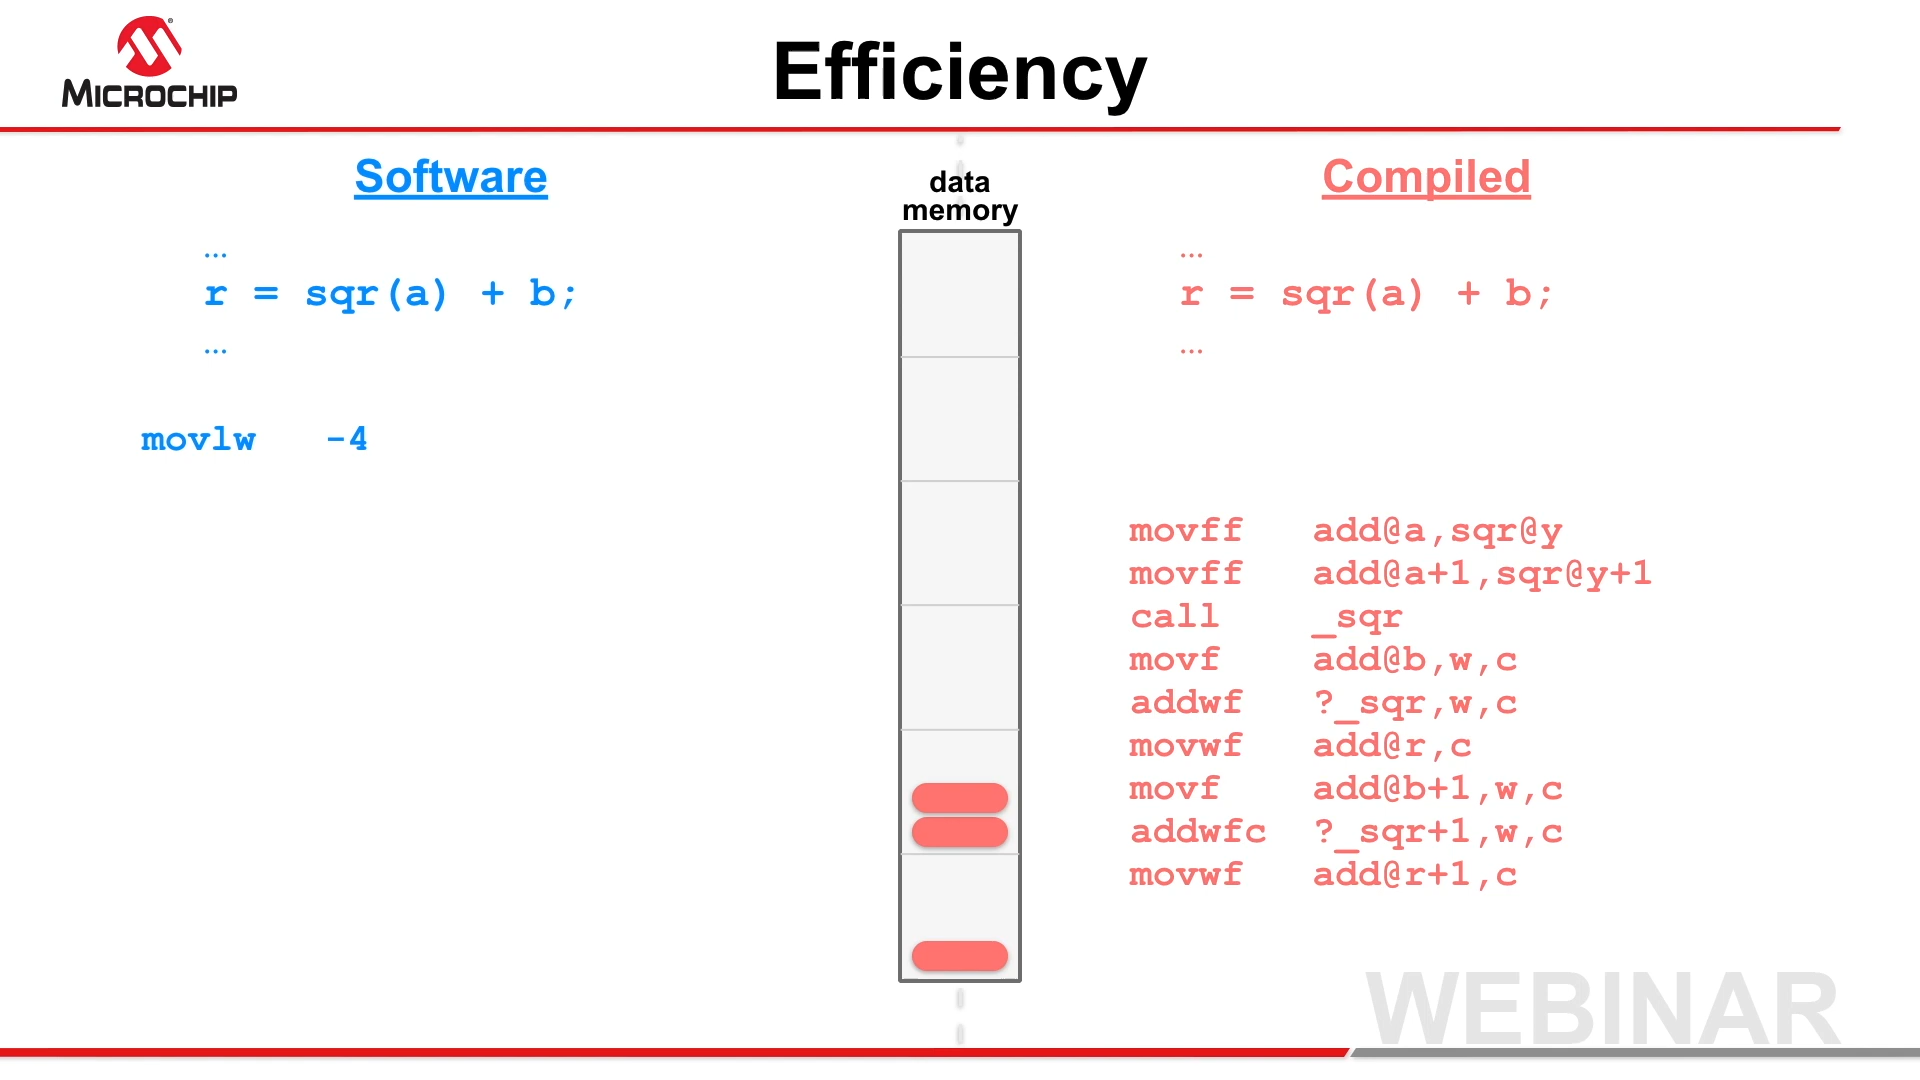 MICROCHIP
Efficiency
Software
…
r = sqr(a) + b;
…
movlw -4
data
memory
Compiled
…
r = sqr(a) + b;
…
movff add@a,sqr@y
movff add@a+1,sqr@y+1
call _sqr
movf add@b,w,c
addwf ?_sqr,w,c
movwf add@r,c
movf add@b+1,w,c
addwfc ?_sqr+1,w,c
movwf add@r+1,c
WEBINAR